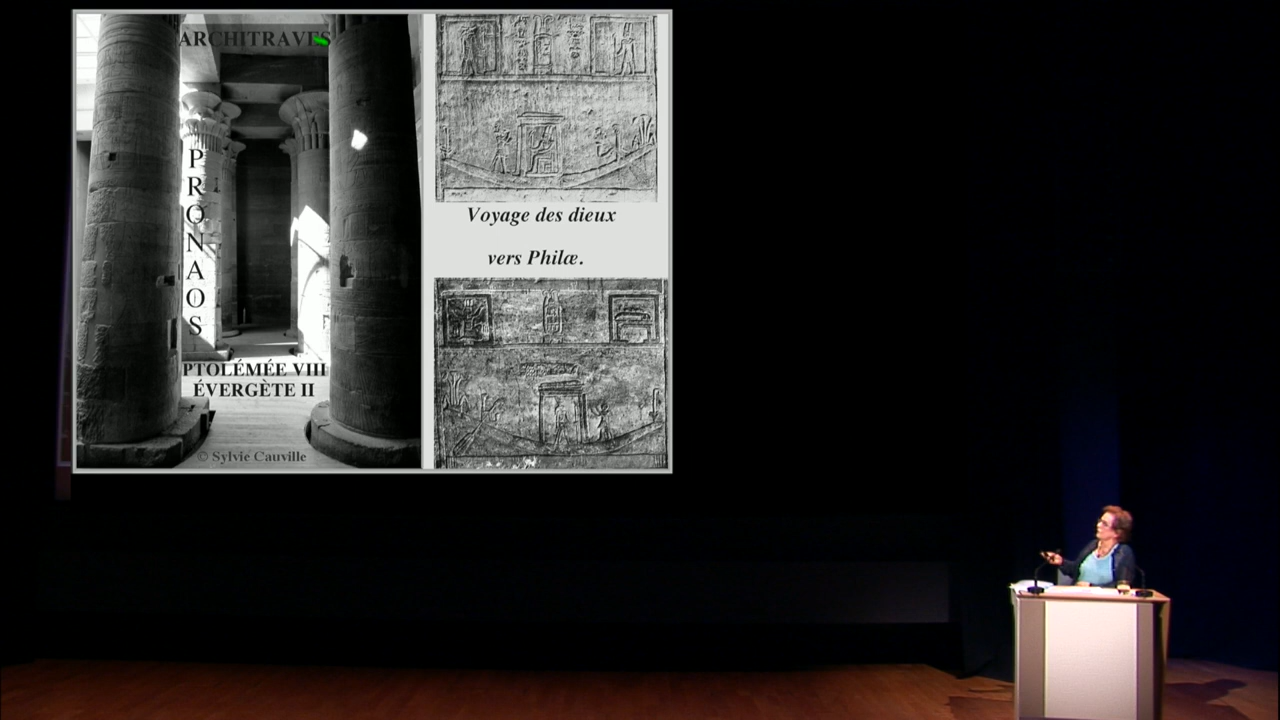 ARCHITRAVES
PRONAOS
PTOLÉMÉE VIII
ÉVERGÈTE II
© Sylvie Cauville
Voyage des dieux
vers Philæ.